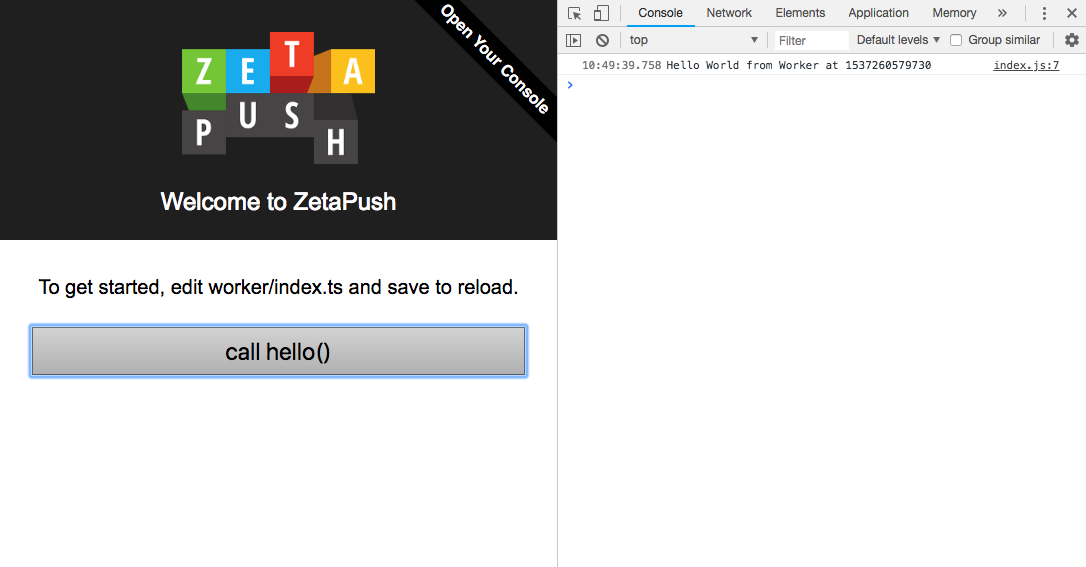 ZETA
PUSH
Open Your Console
Welcome to ZetaPush
To get started, edit worker/index.ts and save to reload.
call hello()
Console Network Elements Application Memory »
top Filter Default levels Group similar
10:49:39.758 Hello World from Worker at 1537260579730 index.js:7